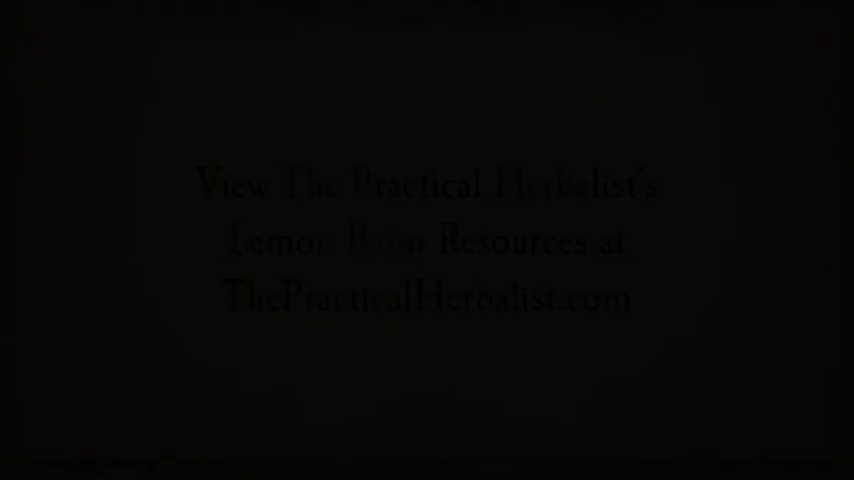 View The Practical Herbalist's
Lemon Balm Resources at
ThePracticalHerbalist.com